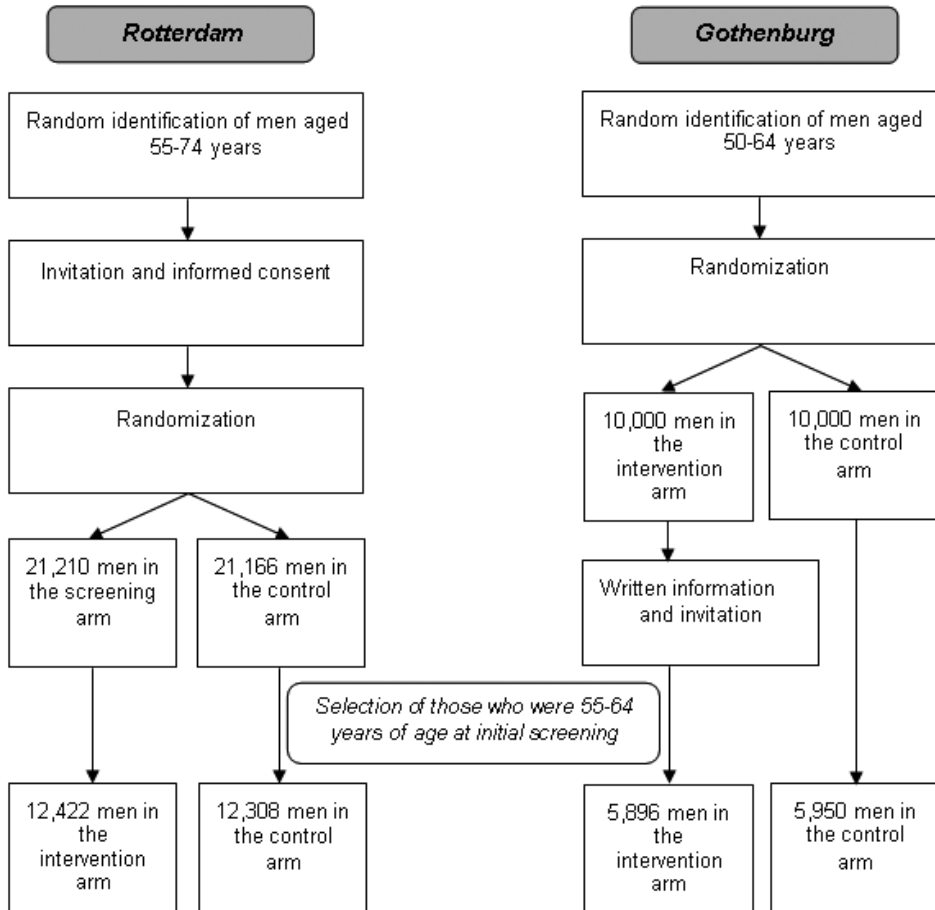 Rotterdam
Random identification of men aged
55-74 years
Invitation and informed consent
Randomization
21,210 men in
the screening
arm
21,166 men in
the control
arm
12,422 men in
the
intervention
arm
12,308 men in
the control
arm
Selection of those who were 55-64
years of age at initial screening
Gothenburg
Random identification of men aged
50-64 years
Randomization
10,000 men in
the
intervention
arm
10,000 men in
the control
arm
Written information
and invitation
5,896 men in
the
intervention
arm
5,950 men in
the control
arm